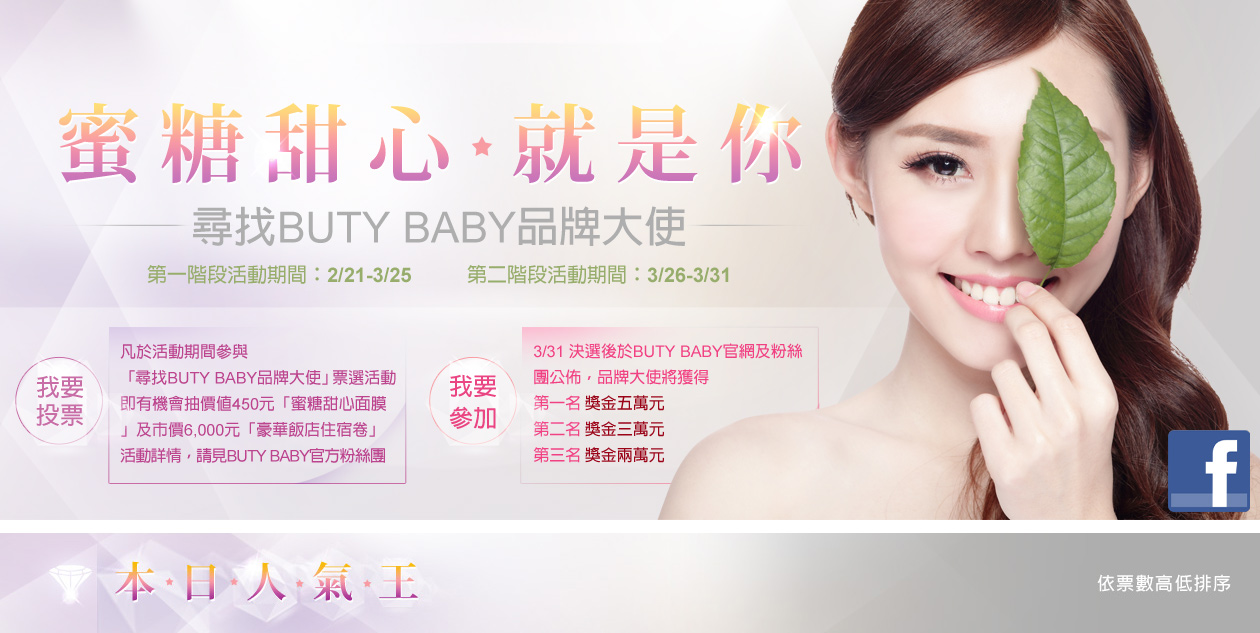 蜜糖甜心★就是你
尋找BUTY BABY品牌大使
第一階段活動期間：2/21-3/25
第二階段活動期間：3/26-3/31
我要
投票
凡於活動期間參與
「尋找BUTY BABY品牌大使」票選活動
即有機會抽價值450元「蜜糖甜心面膜
」及市價6,000元「豪華飯店住宿卷」
活動詳情，請見BUTY BABY官方粉絲團
我要
參加
3/31 決選後於BUTY BABY官網及粉絲
團公佈，品牌大使將獲得
第一名 獎金五萬元
第二名 獎金三萬元
第三名 獎金兩萬元
f
本★日★人★氣★王
依票數高低排序